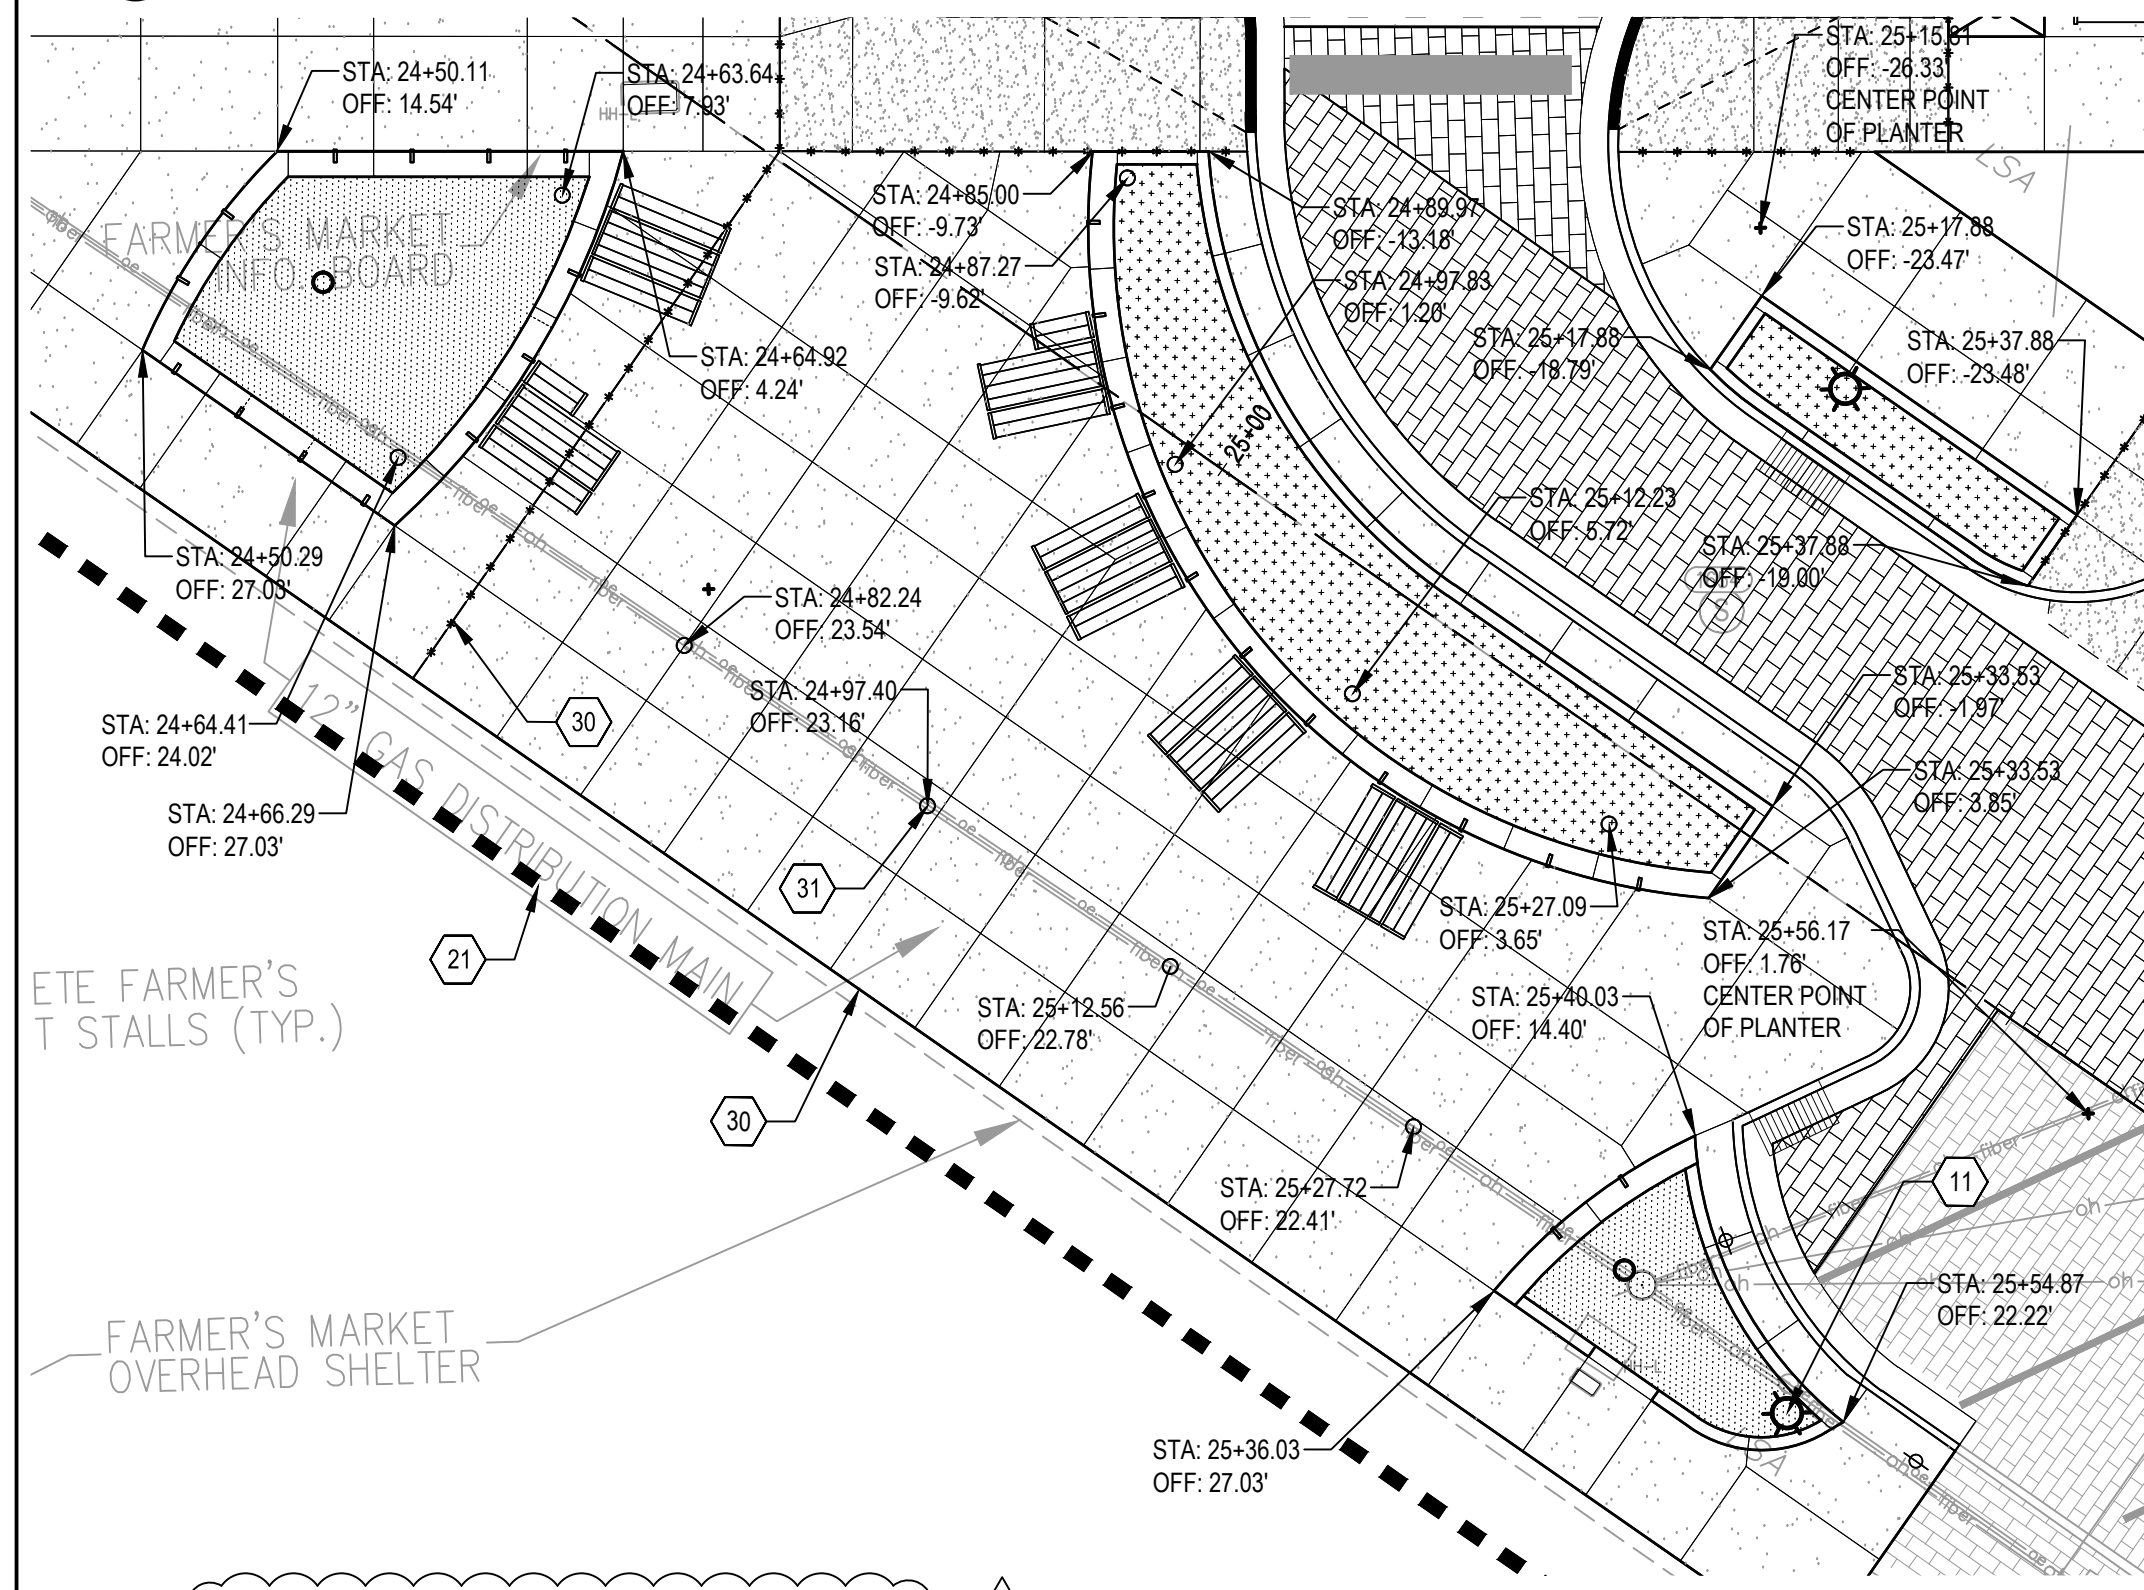 STA: 24+50.11
OFF: 14.54'
STA: 24+63.64
OFF: 7.93'
HH-L
STA: 25+15.81
OFF: -26.33'
CENTER POINT
OF PLANTER
LSA
FARMER'S MARKET
INFO. BOARD
STA: 24+85.00
OFF: -9.73'
STA: 24+87.27
OFF: -9.62'
STA: 24+89.97
OFF: -13.18'
STA: 24+97.83
OFF: 1.20'
STA: 25+17.88
OFF: -23.47'
STA: 25+17.88
OFF: -18.79'
STA: 25+37.88
OFF: -23.48'
STA: 24+64.92
OFF: 4.24'
25+00
STA: 25+12.23
OFF: 5.72'
STA: 25+37.88
OFF: -19.00'
S
STA: 24+50.29
OFF: 27.03'
STA: 24+82.24
OFF: 23.54'
STA: 24+97.40
OFF: 23.16'
STA: 25+33.53
OFF: -1.97'
STA: 25+33.53
OFF: 3.85'
30
STA: 24+64.41
OFF: 24.02'
STA: 24+66.29
OFF: 27.03'
12" GAS DISTRIBUTION MAIN
31
21
STA: 25+27.09
OFF: 3.65'
STA: 25+56.17
OFF: 1.76'
CENTER POINT
OF PLANTER
ETE FARMER'S
T STALLS (TYP.)
STA: 25+12.56
OFF: 22.78'
STA: 25+40.03
OFF: 14.40'
30
STA: 25+27.72
OFF: 22.41'
11
STA: 25+54.87
OFF: 22.22'
FARMER'S MARKET
OVERHEAD SHELTER
HH-L
LSA
STA: 25+36.03
OFF: 27.03'
oe
fiber
oh